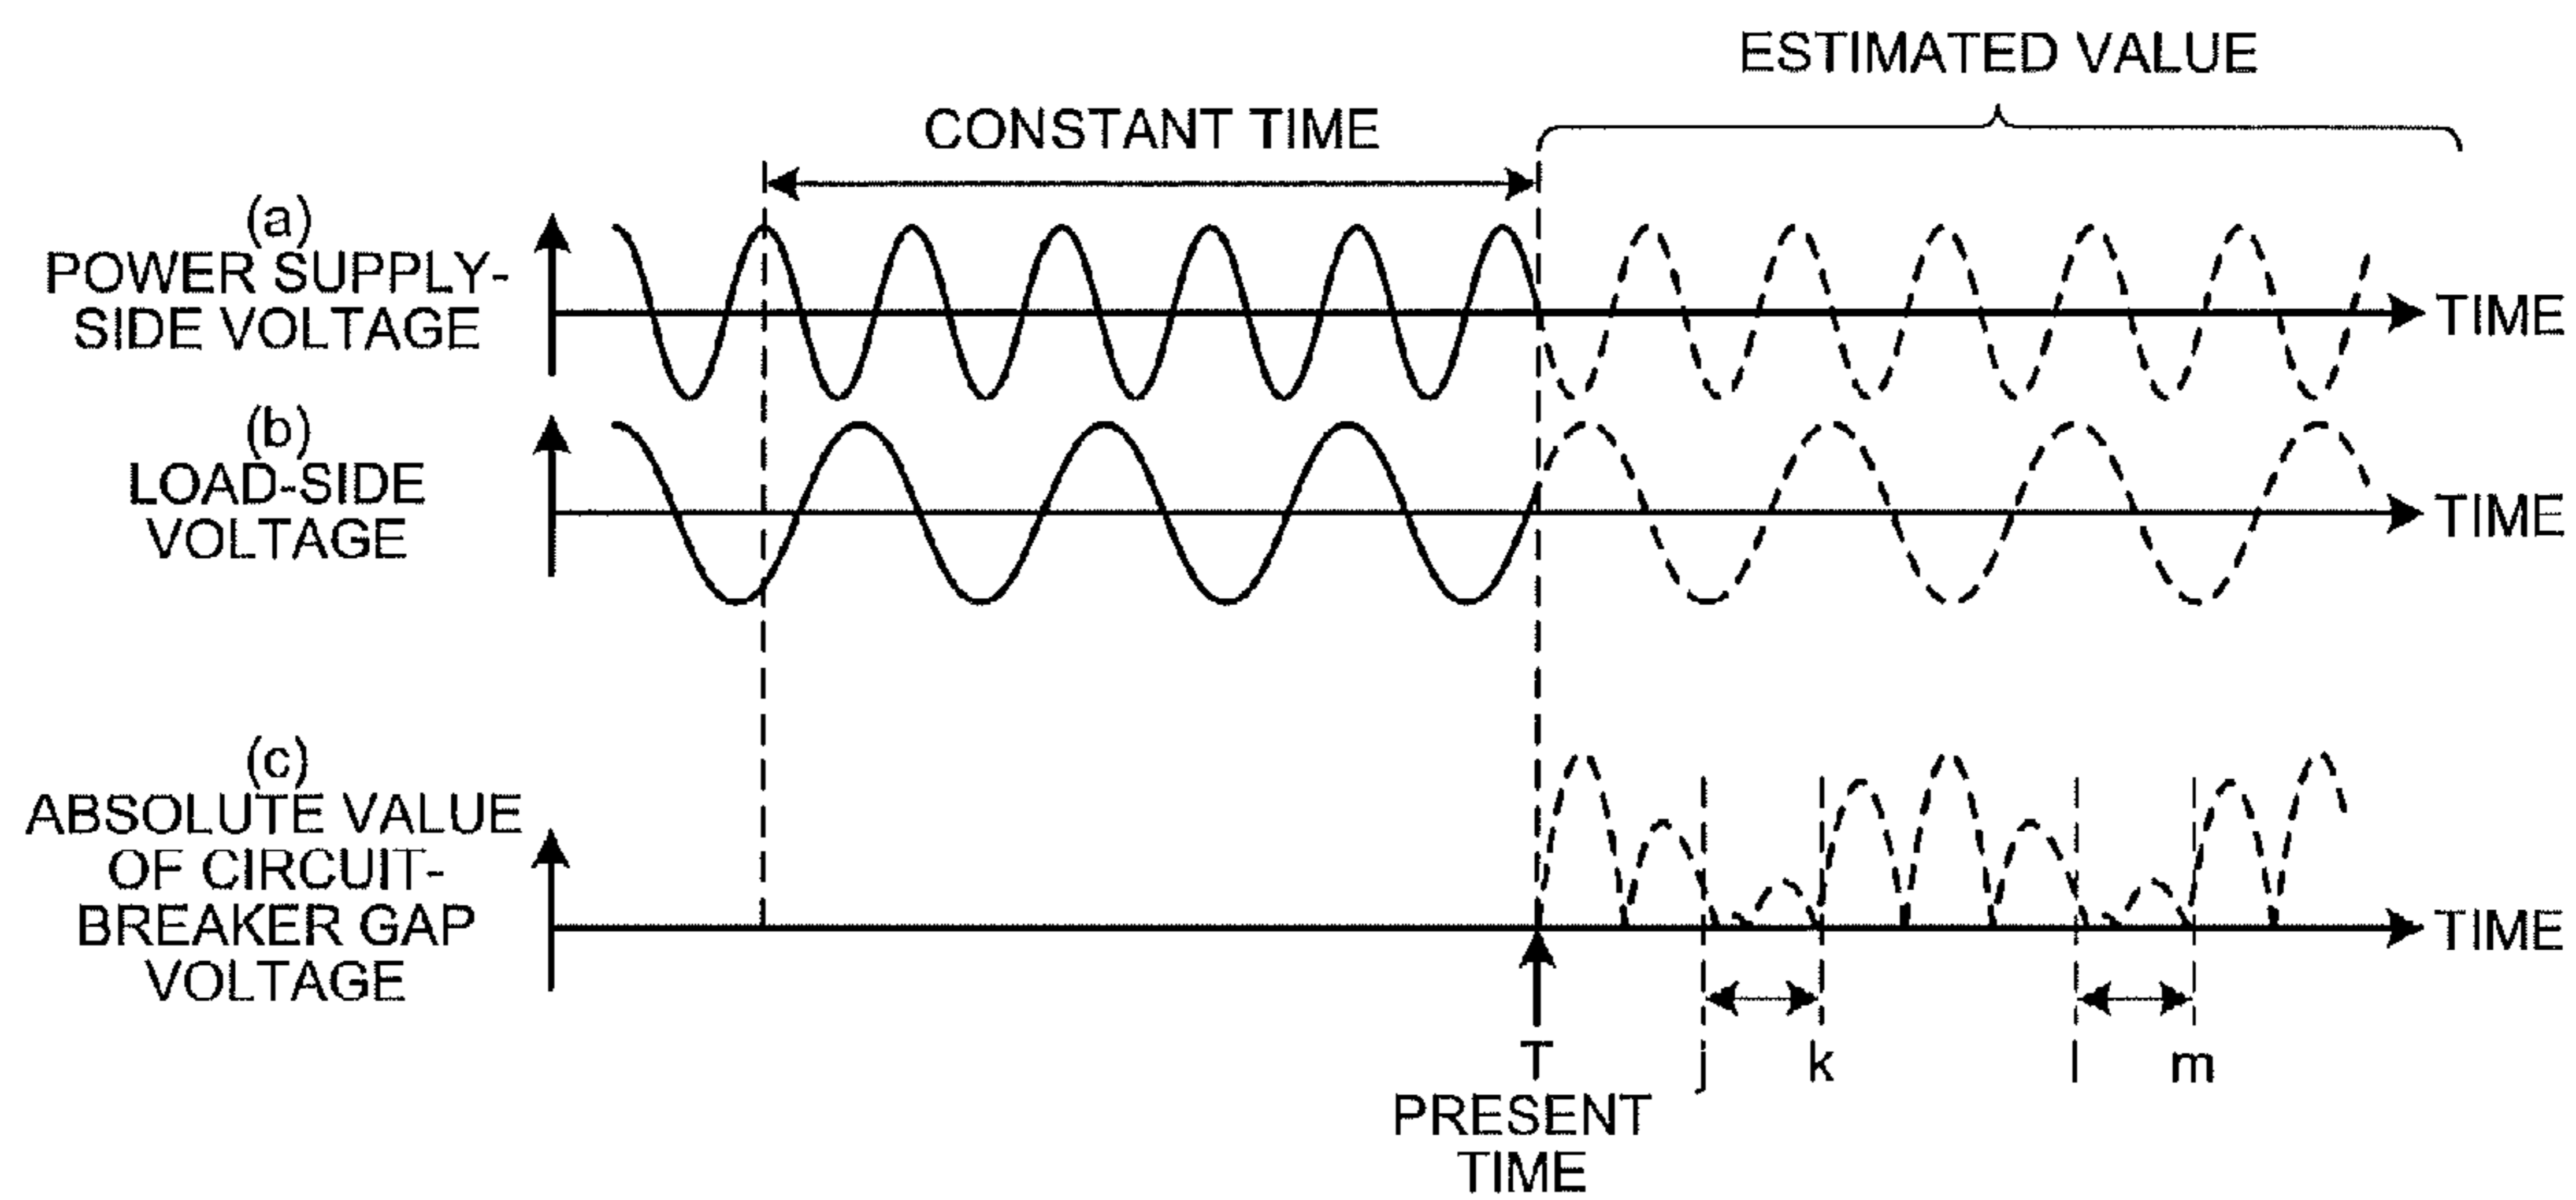 ESTIMATED VALUE
CONSTANT TIME
(a)
POWER SUPPLY-
SIDE VOLTAGE
TIME
(b)
LOAD-SIDE
VOLTAGE
TIME
(c)
ABSOLUTE VALUE
OF CIRCUIT-
BREAKER GAP
VOLTAGE
TIME
T
PRESENT
TIME
j
k
l
m